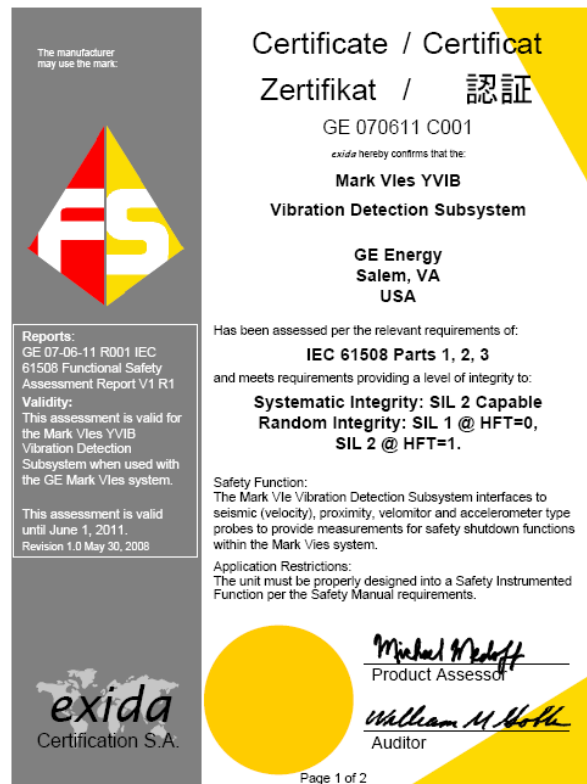 The manufacturer
may use the mark:
FS
Reports:
GE 07-06-11 R001 IEC
61508 Functional Safety
Assessment Report V1 R1
Validity:
This assessment is valid for
the Mark VIes YVIB
Vibration Detection
Subsystem when used with
the GE Mark VIes system.
This assessment is valid
until June 1, 2011.
Revision 1.0 May 30, 2008
exida
Certification S.A.
Certificate / Certificat
Zertifikat / 認証
GE 070611 C001
exida hereby confirms that the:
Mark VIes YVIB
Vibration Detection Subsystem
GE Energy
Salem, VA
USA
Has been assessed per the relevant requirements of:
IEC 61508 Parts 1, 2, 3
and meets requirements providing a level of integrity to:
Systematic Integrity: SIL 2 Capable
Random Integrity: SIL 1 @ HFT=0,
SIL 2 @ HFT=1.
Safety Function:
The Mark VIe Vibration Detection Subsystem interfaces to
seismic (velocity), proximity, velomitor and accelerometer type
probes to provide measurements for safety shutdown functions
within the Mark Vies system.
Application Restrictions:
The unit must be properly designed into a Safety Instrumented
Function per the Safety Manual requirements.
Michael Medoff
Product Assessor
William M
Auditor
Page 1 of 2